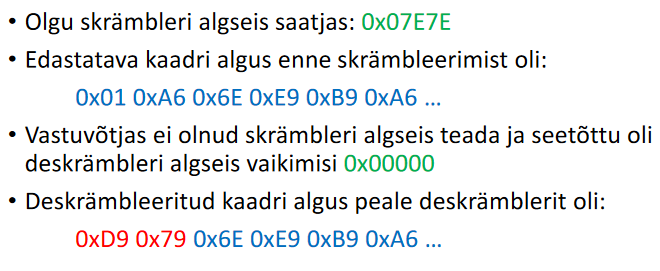 • Olgu skrämbleri algseis saatjas: 0x07E7E
• Edastatava kaadri algus enne skrämbleerimist oli:
0x01 0xA6 0x6E 0xE9 0xB9 0xA6 …
• Vastuvõtjas ei olnud skrämbleri algseis teada ja seetõttu oli
deskrämbleri algseis vaikimisi 0x00000
• Deskrämbleeritud kaadri algus peale deskrämblerit oli:
0xD9 0x79 0x6E 0xE9 0xB9 0xA6 …